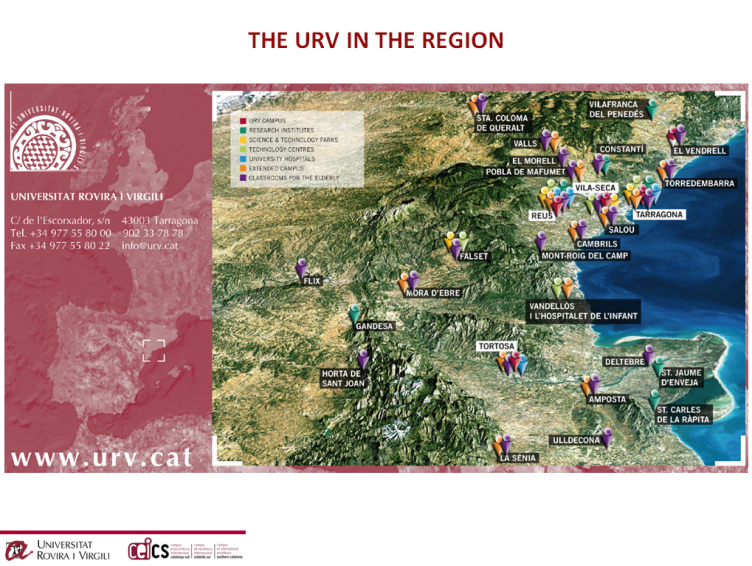 THE URV IN THE REGION
UNIVERSITAT ROVIRA I VIRGILI
UNIVERSITAT ROVIRA I VIRGILI
C/ de l'Escorxador, s/n 43003 Tarragona
Tel. +34 977 55 80 00 902 33 78 78
Fax +34 977 55 80 22 info@urv.cat
www.urv.cat
URV CAMPUS
RESEARCH INSTITUTES
SCIENCE & TECHNOLOGY PARKS
TECHNOLOGY CENTRES
UNIVERSITY HOSPITALS
EXTENDED CAMPUS
CLASSROOMS FOR THE ELDERLY
STA. COLOMA
DE QUERALT
VILAFRANCA
DEL PENEDÈS
VALLS
CONSTANTÍ
EL VENDRELL
EL MORELL
POBLA DE MAFUMET
TORREDEMBARRA
VILA-SECA
REUS
TARRAGONA
SALOU
CAMBRILS
MONT-ROIG DEL CAMP
FALSET
FLIX
MÓRA D'EBRE
VANDELLÒS
I L'HOSPITALET DE L'INFANT
GANDESA
TORTOSA
DELTEBRE
HORTA DE
SANT JOAN
ST. JAUME
D'ENVEJA
AMPOSTA
ST. CARLES
DE LA RÀPITA
ULLDECONA
LA SÉNIA
UNIVERSITAT
ROVIRA I VIRGILI
CEICS